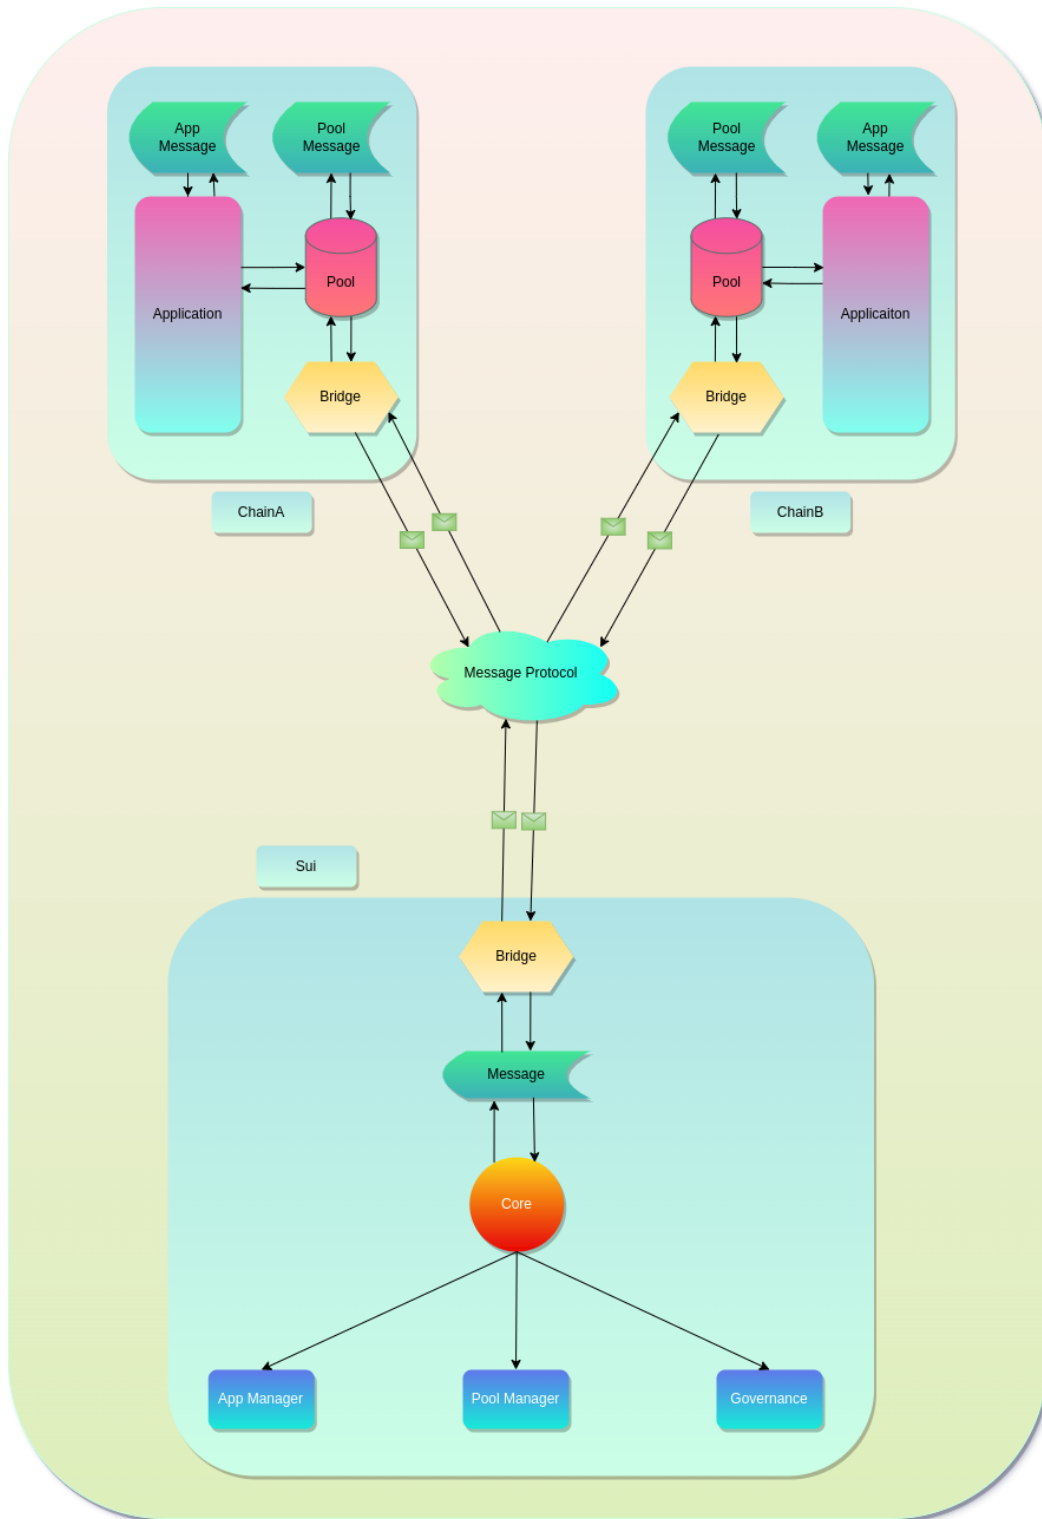 App
Message
Pool
Message
Application
Pool
Bridge
ChainA
Pool
Message
App
Message
Pool
Applicaiton
Bridge
ChainB
Message Protocol
Sui
Bridge
Message
Core
App Manager
Pool Manager
Governance